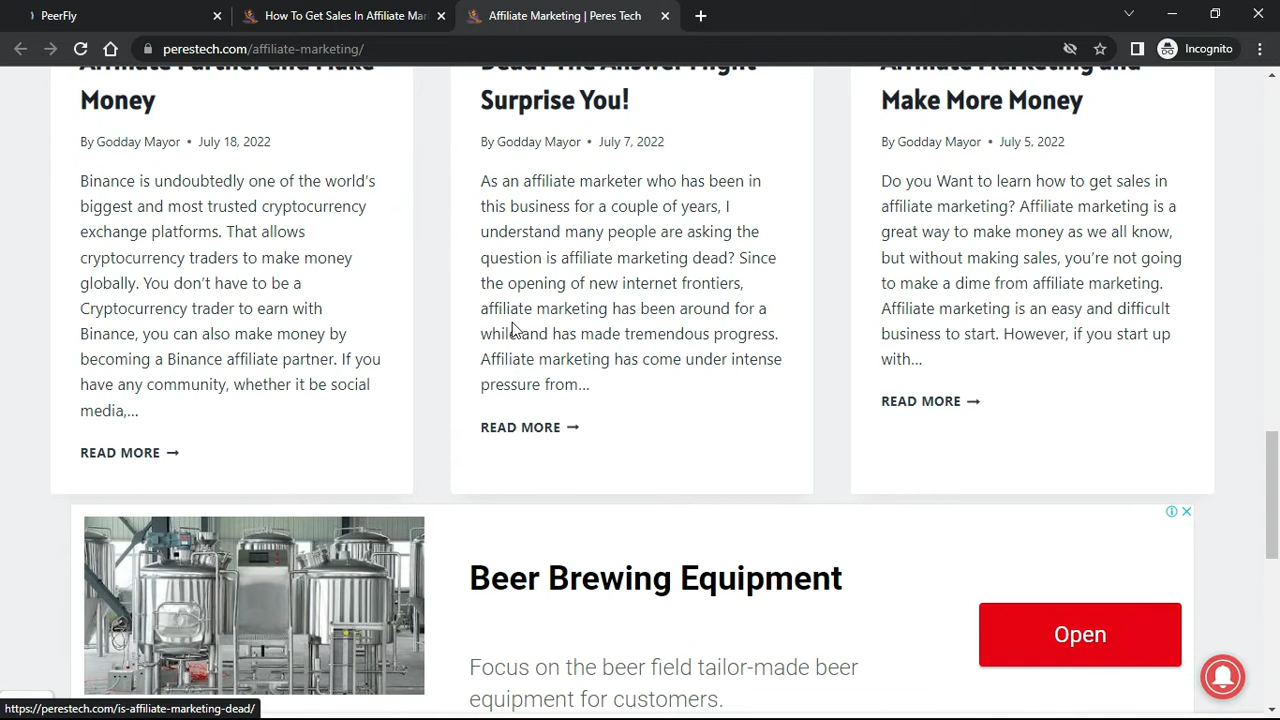 PeerFly
How To Get Sales In Affiliate Mar
Affiliate Marketing | Peres Tech
perestech.com/affiliate-marketing/
Incognito
Affiliate Partner and Make
Money
By Godday Mayor • July 18, 2022
Binance is undoubtedly one of the world's
biggest and most trusted cryptocurrency
exchange platforms. That allows
cryptocurrency traders to make money
globally. You don't have to be a
Cryptocurrency trader to earn with
Binance, you can also make money by
becoming a Binance affiliate partner. If you
have any community, whether it be social
media,...
READ MORE →
Dead? The Answer Might
Surprise You!
By Godday Mayor • July 7, 2022
As an affiliate marketer who has been in
this business for a couple of years, I
understand many people are asking the
question is affiliate marketing dead? Since
the opening of new internet frontiers,
affiliate marketing has been around for a
while and has made tremendous progress.
Affiliate marketing has come under intense
pressure from...
READ MORE →
Affiliate Marketing and
Make More Money
By Godday Mayor • July 5, 2022
Do you Want to learn how to get sales in
affiliate marketing? Affiliate marketing is a
great way to make money as we all know,
but without making sales, you're not going
to make a dime from affiliate marketing.
Affiliate marketing is an easy and difficult
business to start. However, if you start up
with...
READ MORE →
Beer Brewing Equipment
Focus on the beer field tailor-made beer
equipment for customers.
Open
https://perestech.com/is-affiliate-marketing-dead/